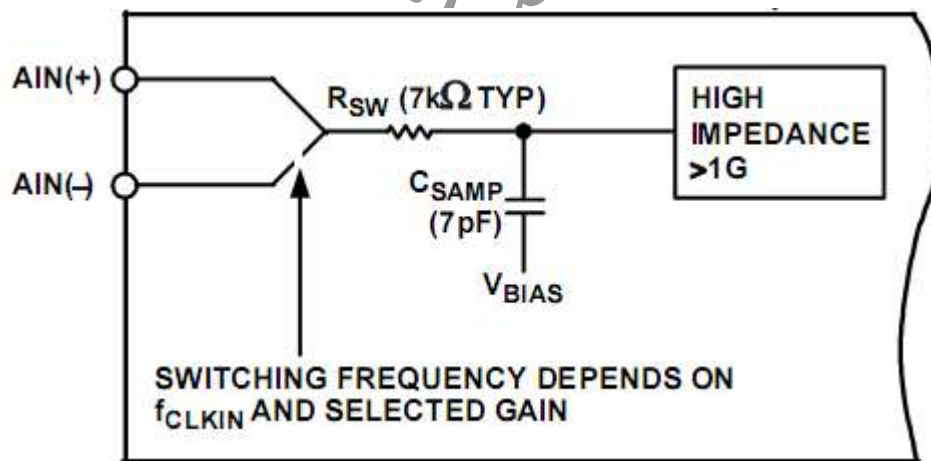 AIN(+)
AIN(–)
RSW (7kΩ TYP)
CSAMP
(7pF)
VBIAS
HIGH
IMPEDANCE
>1G
SWITCHING FREQUENCY DEPENDS ON
fCLKIN AND SELECTED GAIN